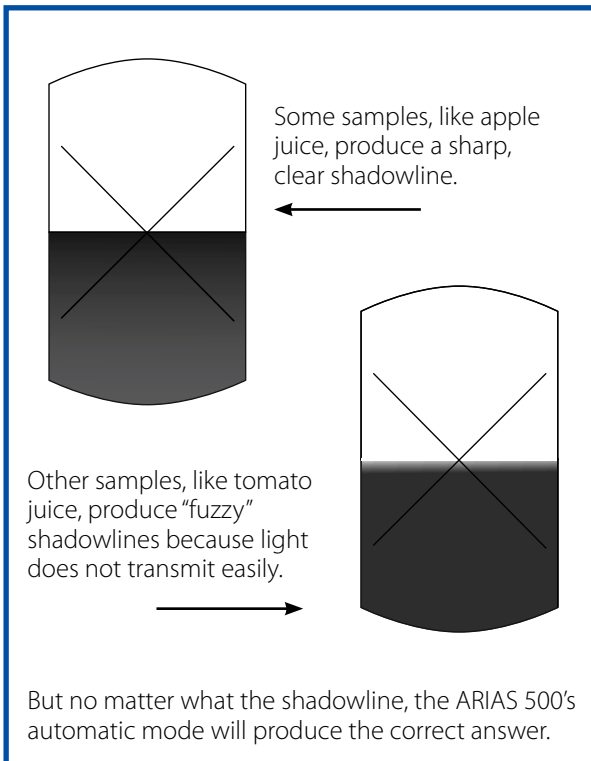 Some samples, like apple
juice, produce a sharp,
clear shadowline.
Other samples, like tomato
juice, produce “fuzzy”
shadowlines because light
does not transmit easily.
But no matter what the shadowline, the ARIAS 500’s
automatic mode will produce the correct answer.